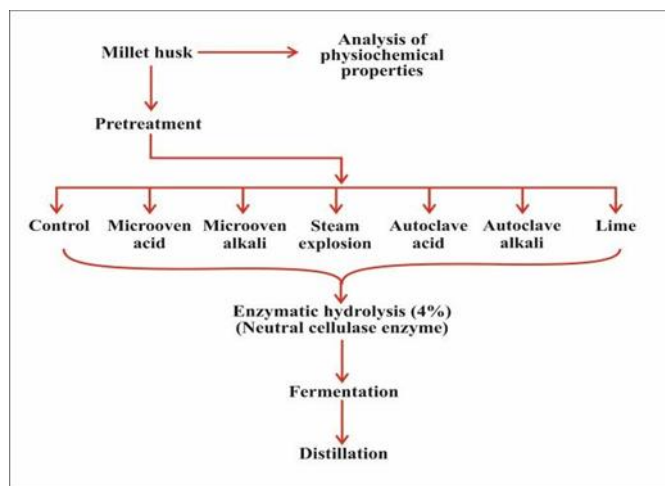 Millet husk
Analysis of
physiochemical
properties
Pretreatment
Control
Microoven
acid
Microoven
alkali
Steam
explosion
Autoclave
acid
Autoclave
alkali
Lime
Enzymatic hydrolysis (4%)
(Neutral cellulase enzyme)
Fermentation
Distillation